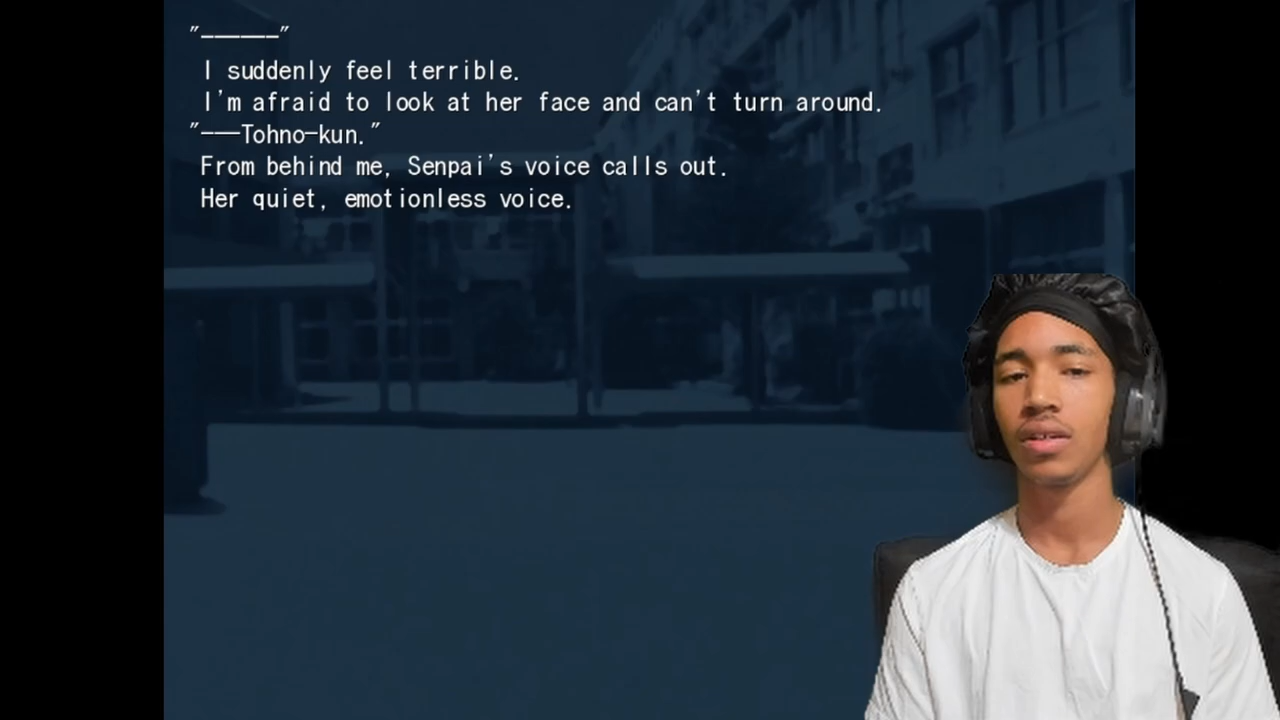 "──────"
I suddenly feel terrible.
I'm afraid to look at her face and can't turn around.
"───Tohno─kun."
From behind me, Senpai's voice calls out.
Her quiet, emotionless voice.